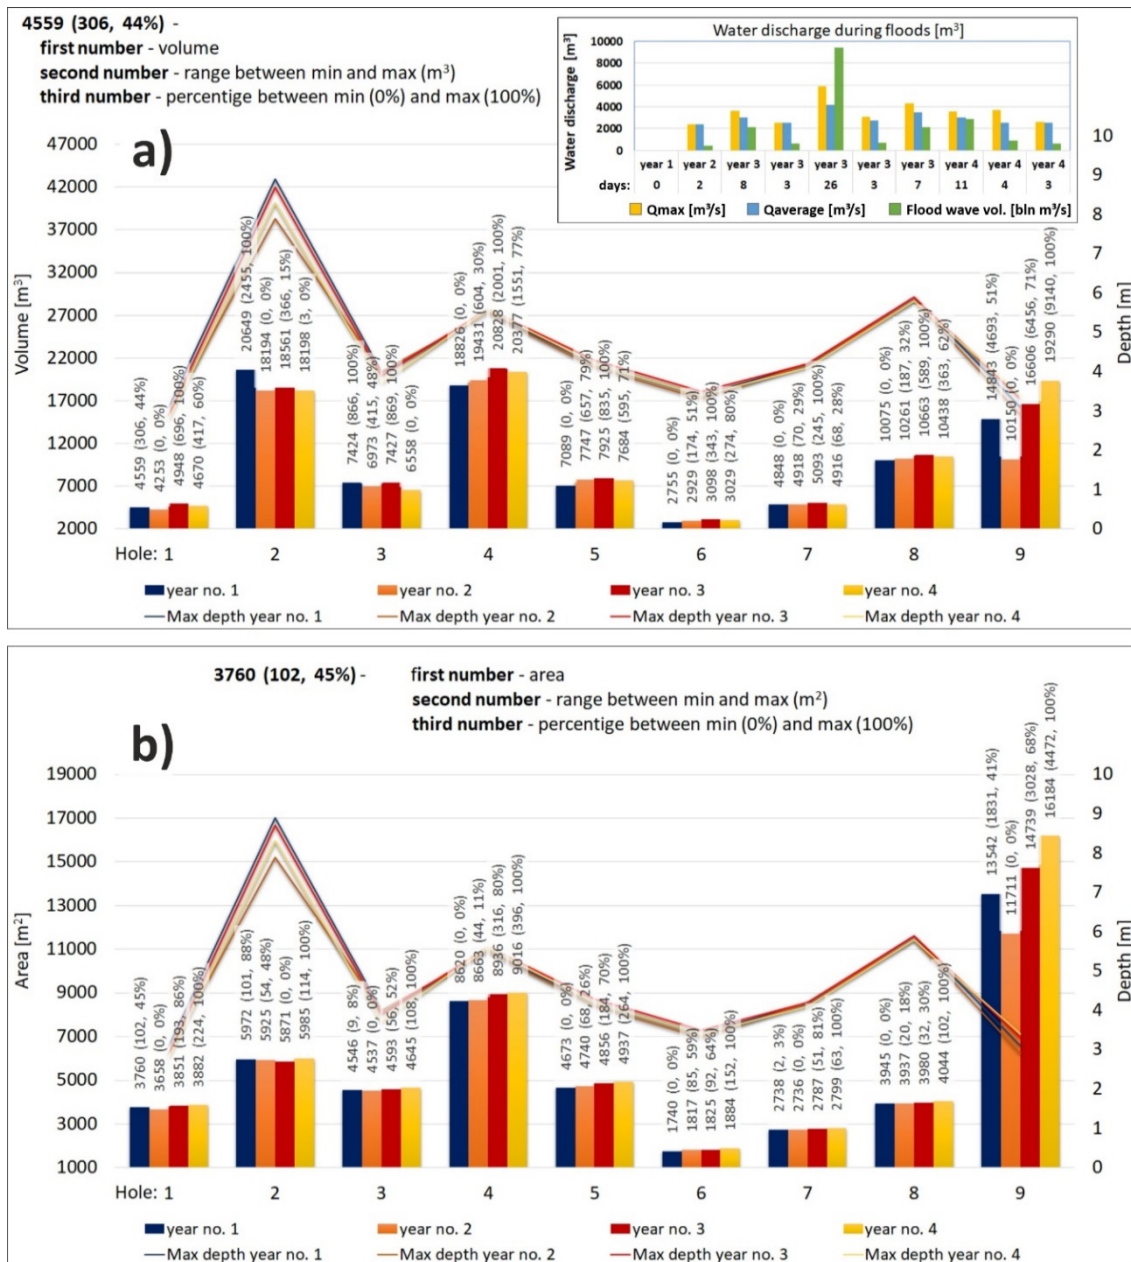 4559 (306, 44%) -
first number - volume
second number - range between min and max (m³)
third number - percentige between min (0%) and max (100%)
Water discharge during floods [m³]
Water discharge [m³]
10000
8000
6000
4000
2000
0
year 1 year 2 year 3 year 3 year 3 year 3 year 3 year 4 year 4 year 4
days: 0 2 8 3 26 3 7 11 4 3
Qmax [m³/s] Qaverage [m³/s] Flood wave vol. [bln m³/s]
a)
Volume [m³]
47000
42000
37000
32000
27000
22000
17000
12000
7000
2000
4559 (306, 44%)
4253 (0, 0%)
4948 (696, 100%)
4670 (417, 60%)
20649 (2455, 100%)
18194 (0, 0%)
18561 (366, 15%)
18198 (3, 0%)
7424 (866, 100%)
6973 (415, 48%)
7427 (869, 100%)
6558 (0, 0%)
18826 (0, 0%)
19431 (604, 30%)
20828 (2001, 100%)
20377 (1551, 77%)
7089 (0, 0%)
7747 (657, 79%)
7925 (835, 100%)
7684 (595, 71%)
2755 (0, 0%)
2929 (174, 51%)
3098 (343, 100%)
3029 (274, 80%)
4848 (0, 0%)
4918 (70, 29%)
5093 (245, 100%)
4916 (68, 28%)
10075 (0, 0%)
10261 (187, 32%)
10663 (589, 100%)
10438 (363, 62%)
14843 (4693, 51%)
10150 (0, 0%)
16606 (6456, 71%)
19290 (9140, 100%)
10
9
8
7
6
5
4
3
2
1
0
Depth [m]
Hole: 1 2 3 4 5 6 7 8 9
year no. 1 year no. 2 year no. 3 year no. 4
Max depth year no. 1 Max depth year no. 2 Max depth year no. 3 Max depth year no. 4
3760 (102, 45%) - first number - area
second number - range between min and max (m²)
third number - percentige between min (0%) and max (100%)
b)
Area [m²]
19000
17000
15000
13000
11000
9000
7000
5000
3000
1000
3760 (102, 45%)
3658 (0, 0%)
3851 (193, 86%)
3882 (224, 100%)
5972 (101, 88%)
5925 (54, 48%)
5871 (0, 0%)
5985 (114, 100%)
4546 (9, 8%)
4537 (0, 0%)
4593 (56, 52%)
4645 (108, 100%)
8620 (0, 0%)
8663 (44, 11%)
8936 (316, 80%)
9016 (396, 100%)
4673 (0, 0%)
4740 (68, 26%)
4856 (184, 70%)
4937 (264, 100%)
1740 (0, 0%)
1817 (85, 59%)
1825 (92, 64%)
1884 (152, 100%)
2738 (2, 3%)
2736 (0, 0%)
2787 (51, 81%)
2799 (63, 100%)
3945 (0, 0%)
3937 (20, 18%)
3980 (32, 30%)
4044 (102, 100%)
13542 (1831, 41%)
11711 (0, 0%)
14739 (3028, 68%)
16184 (4472, 100%)
10
9
8
7
6
5
4
3
2
1
0
Depth [m]
Hole: 1 2 3 4 5 6 7 8 9
year no. 1 year no. 2 year no. 3 year no. 4
Max depth year no. 1 Max depth year no. 2 Max depth year no. 3 Max depth year no. 4